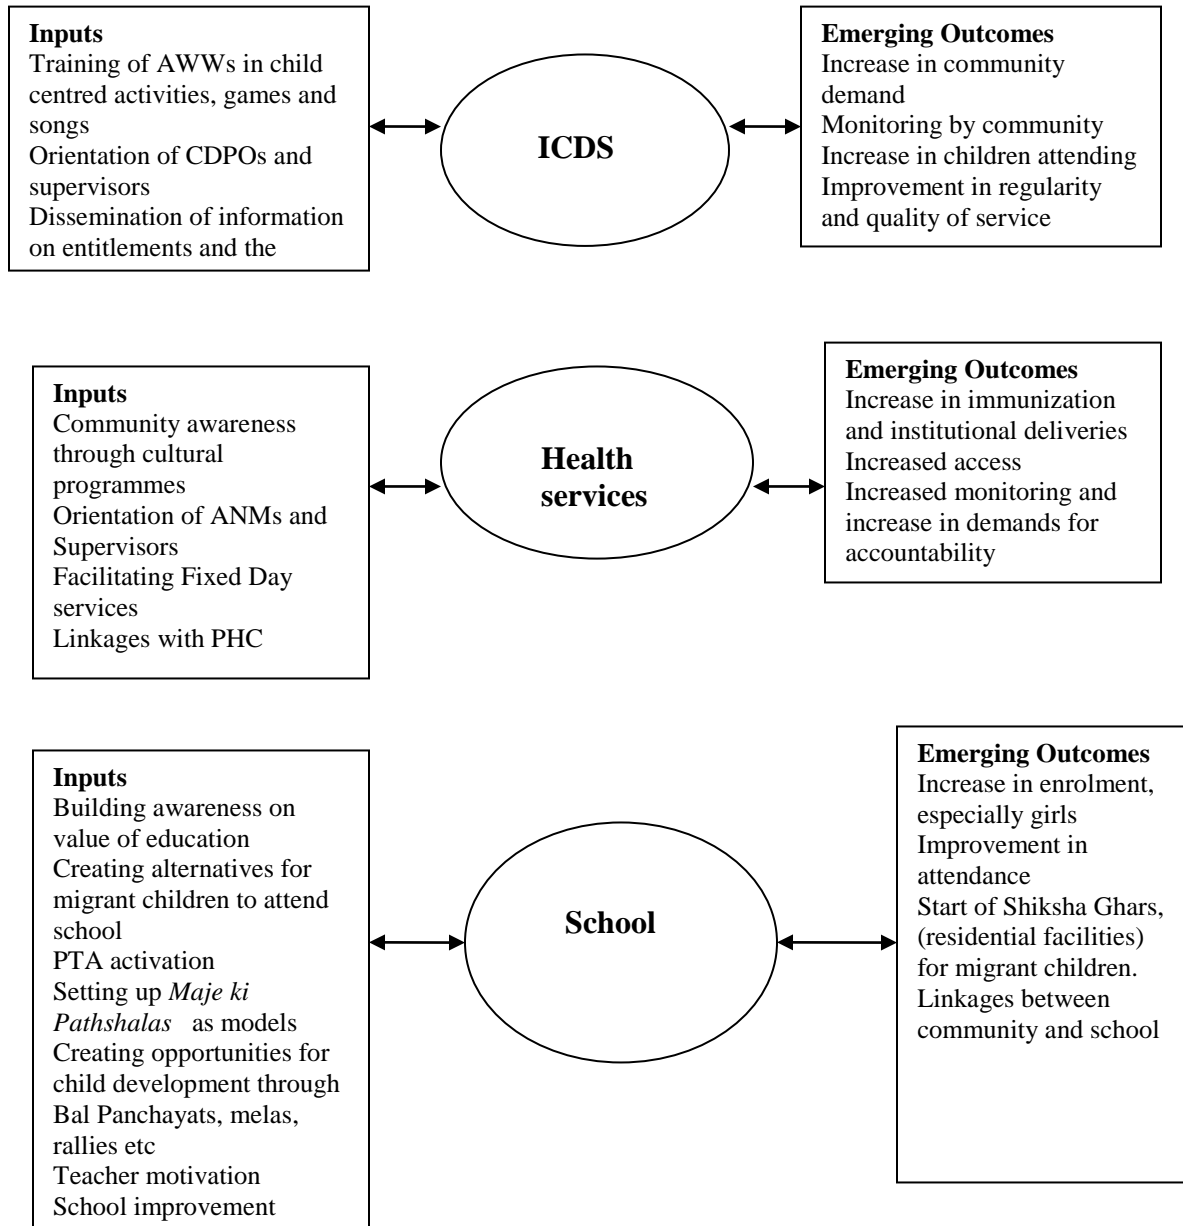 Inputs
Training of AWWs in child
centred activities, games and
songs
Orientation of CDPOs and
supervisors
Dissemination of information
on entitlements and the
ICDS
Emerging Outcomes
Increase in community
demand
Monitoring by community
Increase in children attending
Improvement in regularity
and quality of service
Inputs
Community awareness
through cultural
programmes
Orientation of ANMs and
Supervisors
Facilitating Fixed Day
services
Linkages with PHC
Health
services
Emerging Outcomes
Increase in immunization
and institutional deliveries
Increased access
Increased monitoring and
increase in demands for
accountability
Inputs
Building awareness on
value of education
Creating alternatives for
migrant children to attend
school
PTA activation
Setting up Maje ki
Pathshalas as models
Creating opportunities for
child development through
Bal Panchayats, melas,
rallies etc
Teacher motivation
School improvement
School
Emerging Outcomes
Increase in enrolment,
especially girls
Improvement in
attendance
Start of Shiksha Ghars,
(residential facilities)
for migrant children.
Linkages between
community and school